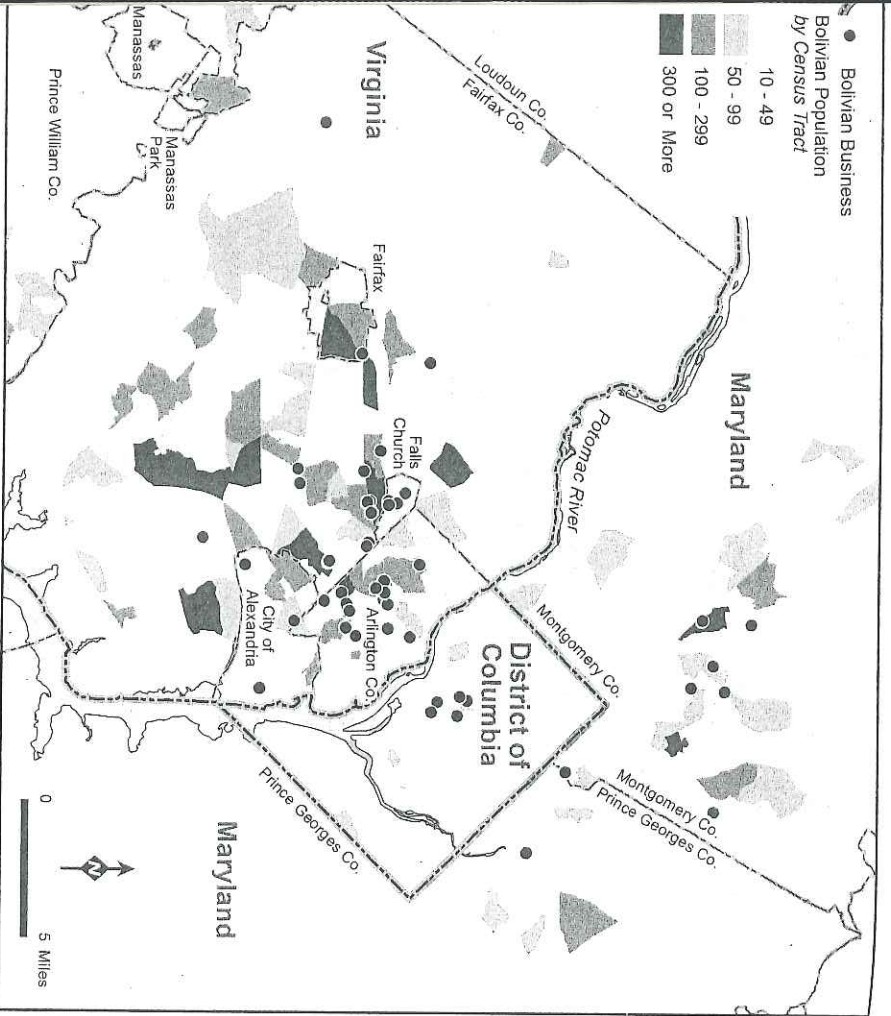 Bolivian Business
Bolivian Population
by Census Tract
10 - 49
50 - 99
100 - 299
300 or More
Loudoun Co.
Fairfax Co.
Maryland
Potomac River
Virginia
Montgomery Co.
Montgomery Co.
Prince Georges Co.
District of
Columbia
Falls
Church
Fairfax
Arlington Co.
Manassas
Manassas
Park
Prince William Co.
City of
Alexandria
Prince Georges Co.
Maryland
N
0
5 Miles